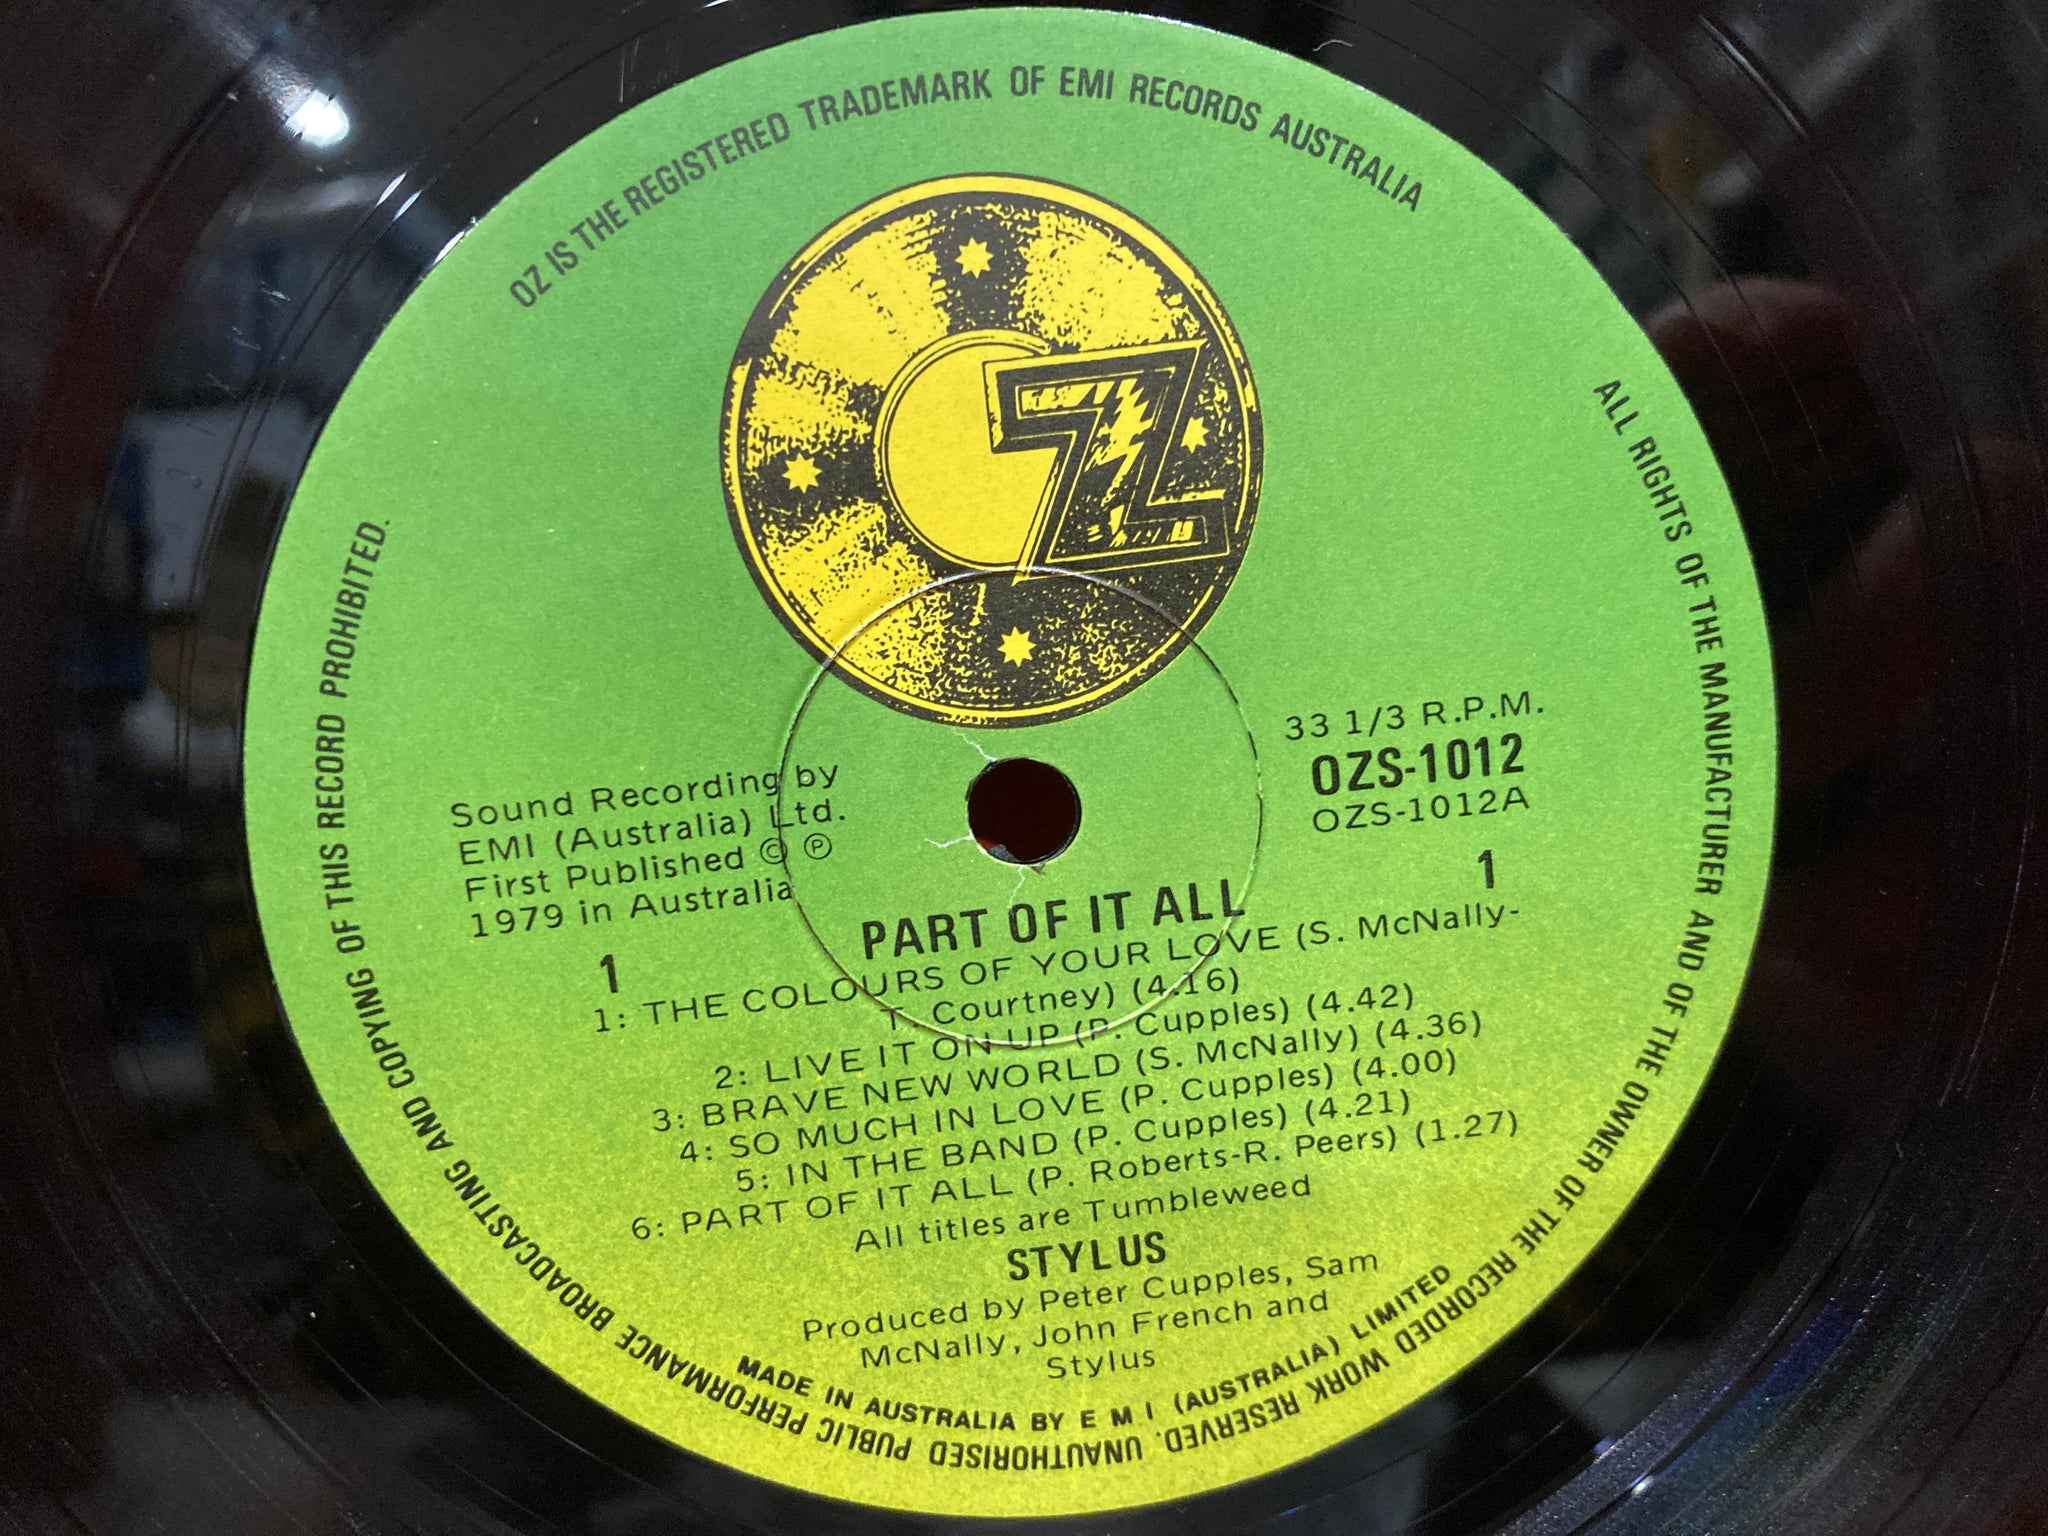 OZ IS THE REGISTERED TRADEMARK OF EMI RECORDS AUSTRALIA
ALL RIGHTS OF THE MANUFACTURER AND OF THE OWNER OF THE RECORDED WORK RESERVED. UNAUTHORISED PUBLIC PERFORMANCE BROADCASTING AND COPYING OF THIS RECORD PROHIBITED.
OZ
33 1/3 R.P.M.
OZS-1012
OZS-1012A
1
Sound Recording by
EMI (Australia) Ltd.
First Published © ℗
1979 in Australia
1
PART OF IT ALL
1: THE COLOURS OF YOUR LOVE (S. McNally-
T. Courtney) (4.16)
2: LIVE IT ON UP (P. Cupples) (4.42)
3: BRAVE NEW WORLD (S. McNally) (4.36)
4: SO MUCH IN LOVE (P. Cupples) (4.00)
5: IN THE BAND (P. Cupples) (4.21)
6: PART OF IT ALL (P. Roberts-R. Peers) (1.27)
All titles are Tumbleweed
STYLUS
Produced by Peter Cupples, Sam
McNally, John French and
Stylus
MADE IN AUSTRALIA BY E M I (AUSTRALIA) LIMITED